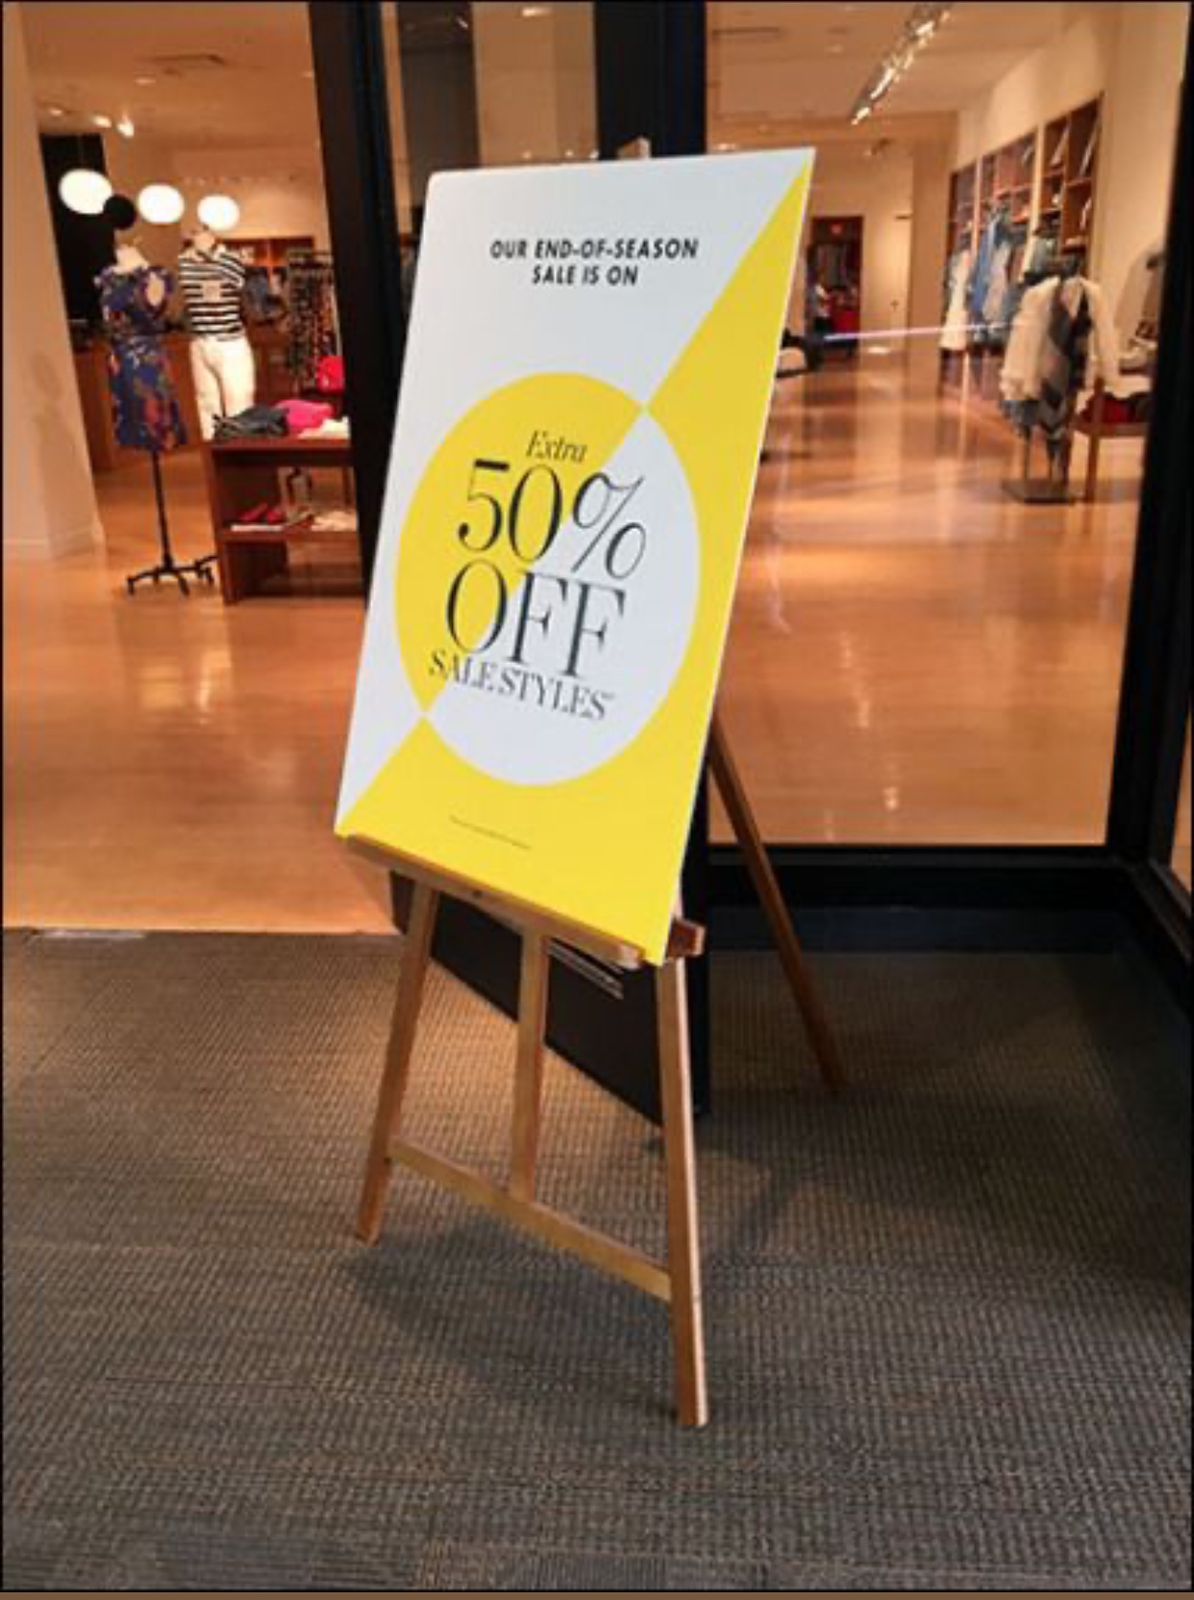 OUR END-OF-SEASON
SALE IS ON
Extra
50%
OFF
SALE STYLES*